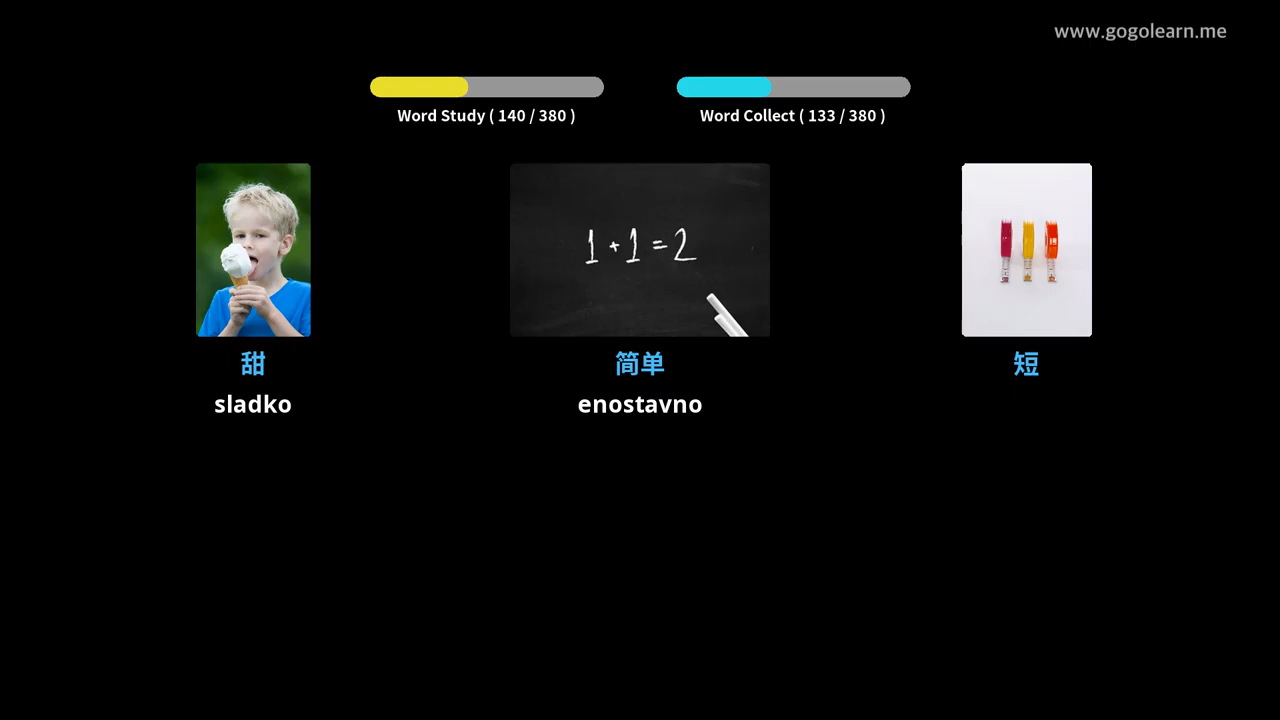 www.gogolearn.me
Word Study ( 140 / 380 )
Word Collect ( 133 / 380 )
1 + 1 = 2
甜
简单
短
sladko
enostavno